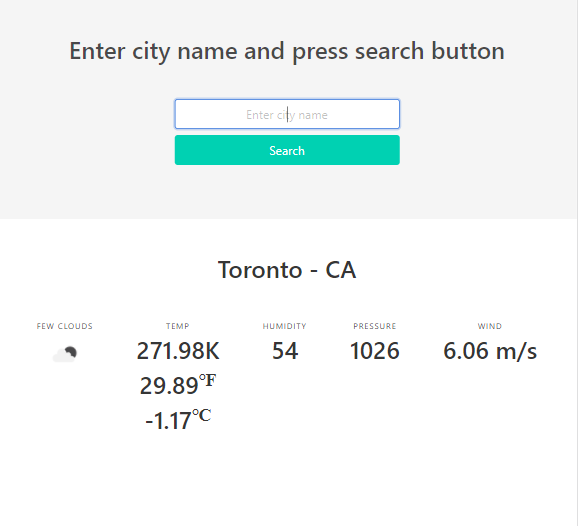 Enter city name and press search button
Enter city name
Search
Toronto - CA
FEW CLOUDS TEMP HUMIDITY PRESSURE WIND
271.98K 54 1026 6.06 m/s
29.89°F
-1.17°C